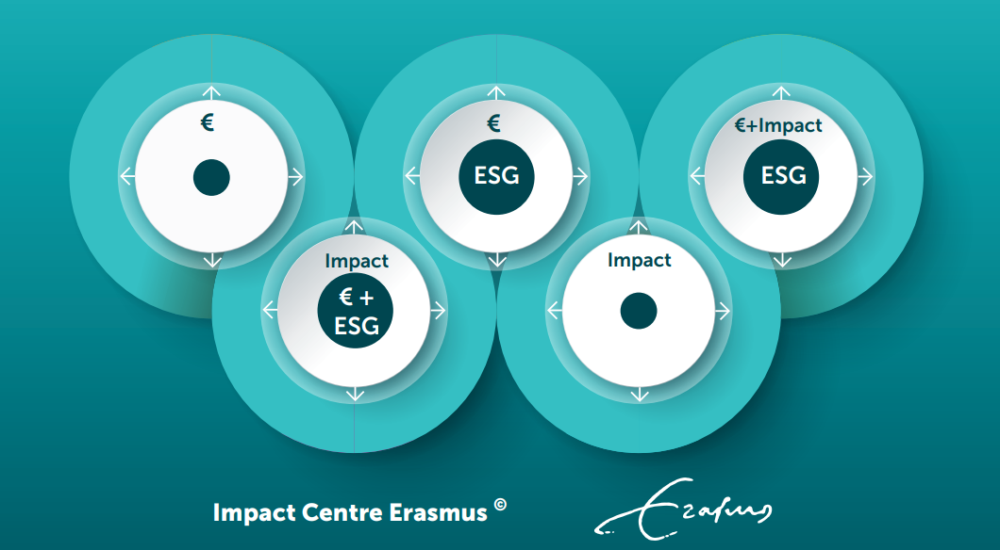 €
€
ESG
€+Impact
ESG
Impact
€ +
ESG
Impact
Impact Centre Erasmus ©
Erasmus